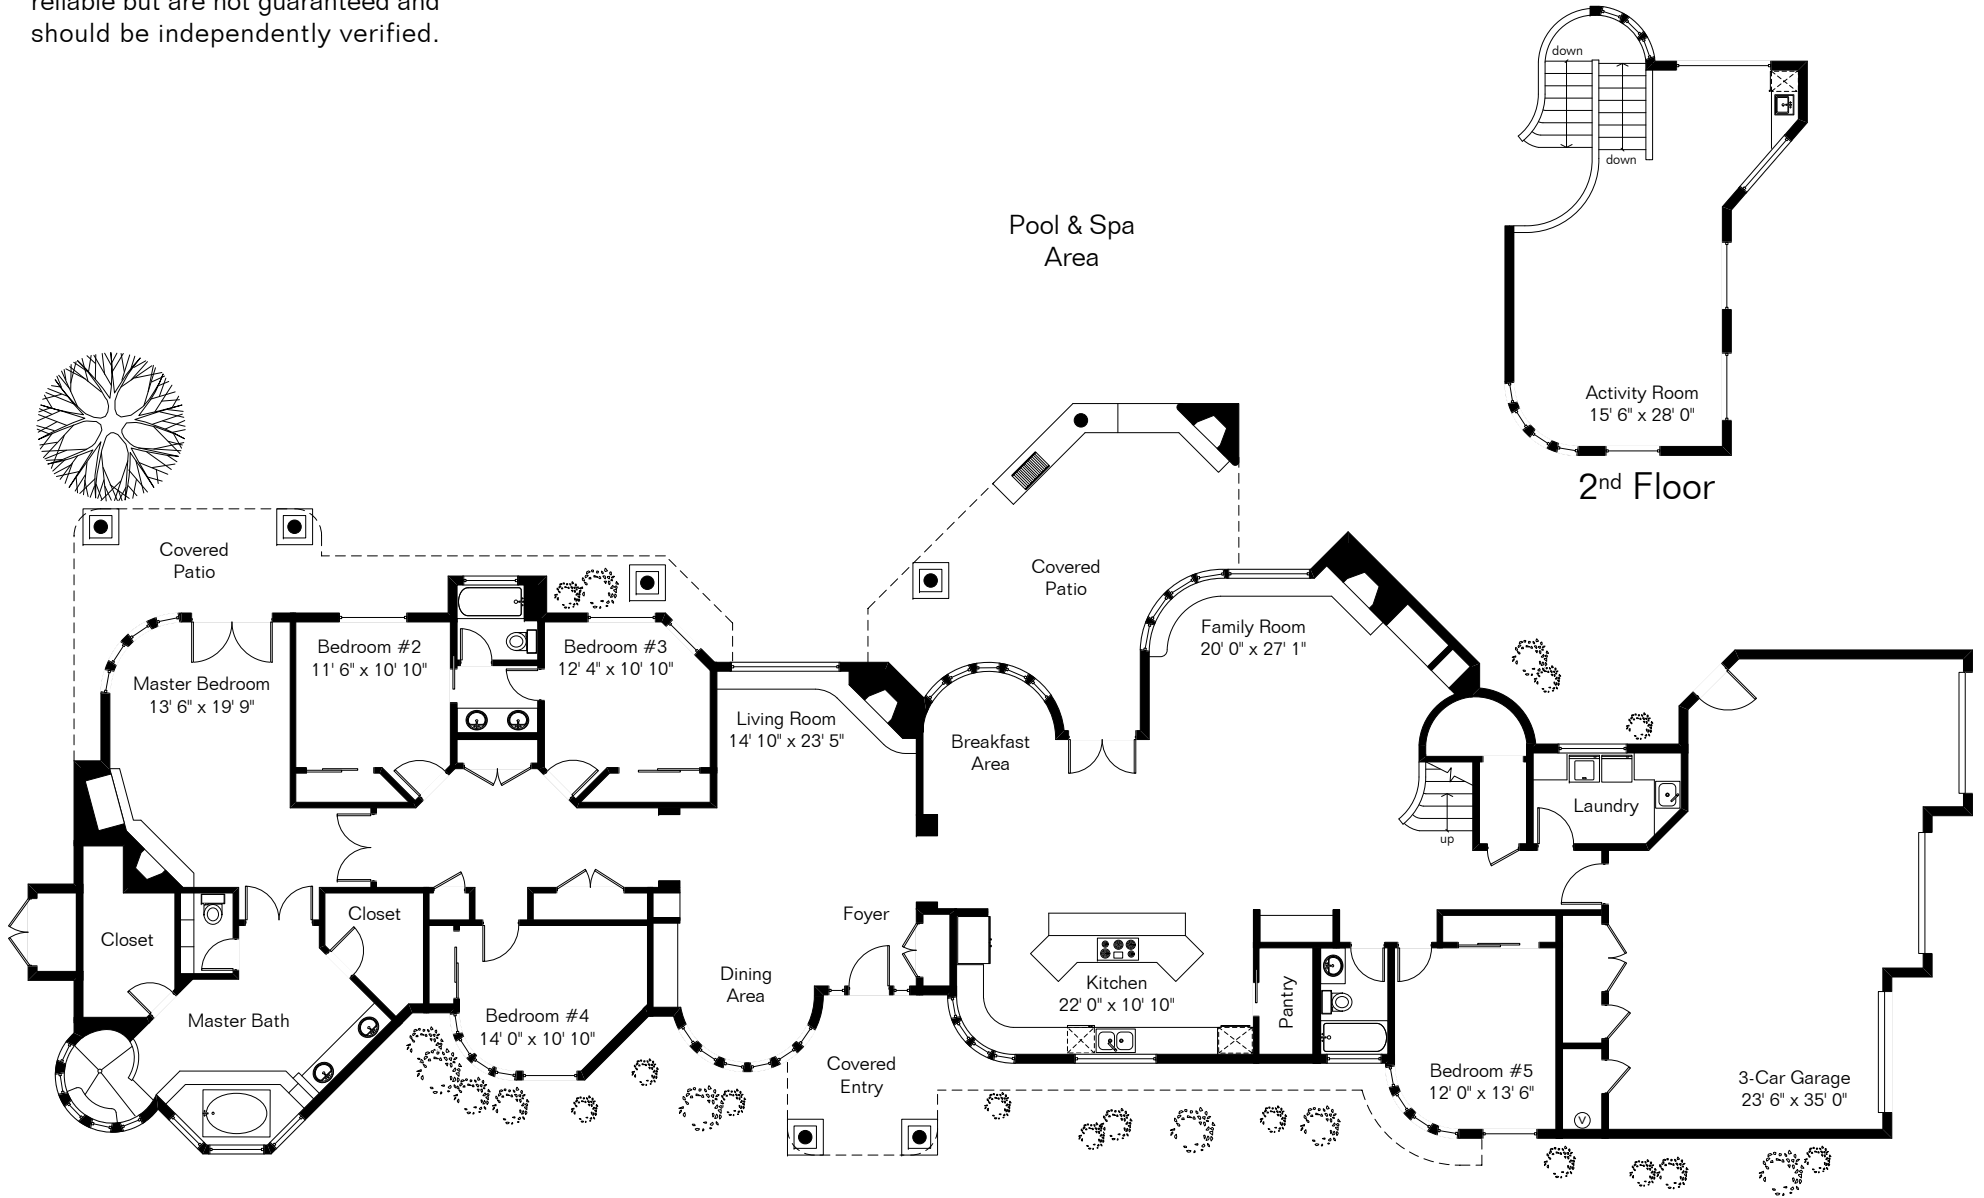 reliable but are not guaranteed and
should be independently verified.
down
down
Pool & Spa
Area
Activity Room
15' 6" x 28' 0"
2nd Floor
Covered
Patio
Covered
Patio
Bedroom #2
11' 6" x 10' 10"
Bedroom #3
12' 4" x 10' 10"
Family Room
20' 0" x 27' 1"
Master Bedroom
13' 6" x 19' 9"
Living Room
14' 10" x 23' 5"
Breakfast
Area
Laundry
up
Closet
Foyer
Closet
Dining
Area
Kitchen
22' 0" x 10' 10"
Pantry
Master Bath
Bedroom #4
14' 0" x 10' 10"
Covered
Entry
Bedroom #5
12' 0" x 13' 6"
3-Car Garage
23' 6" x 35' 0"
V